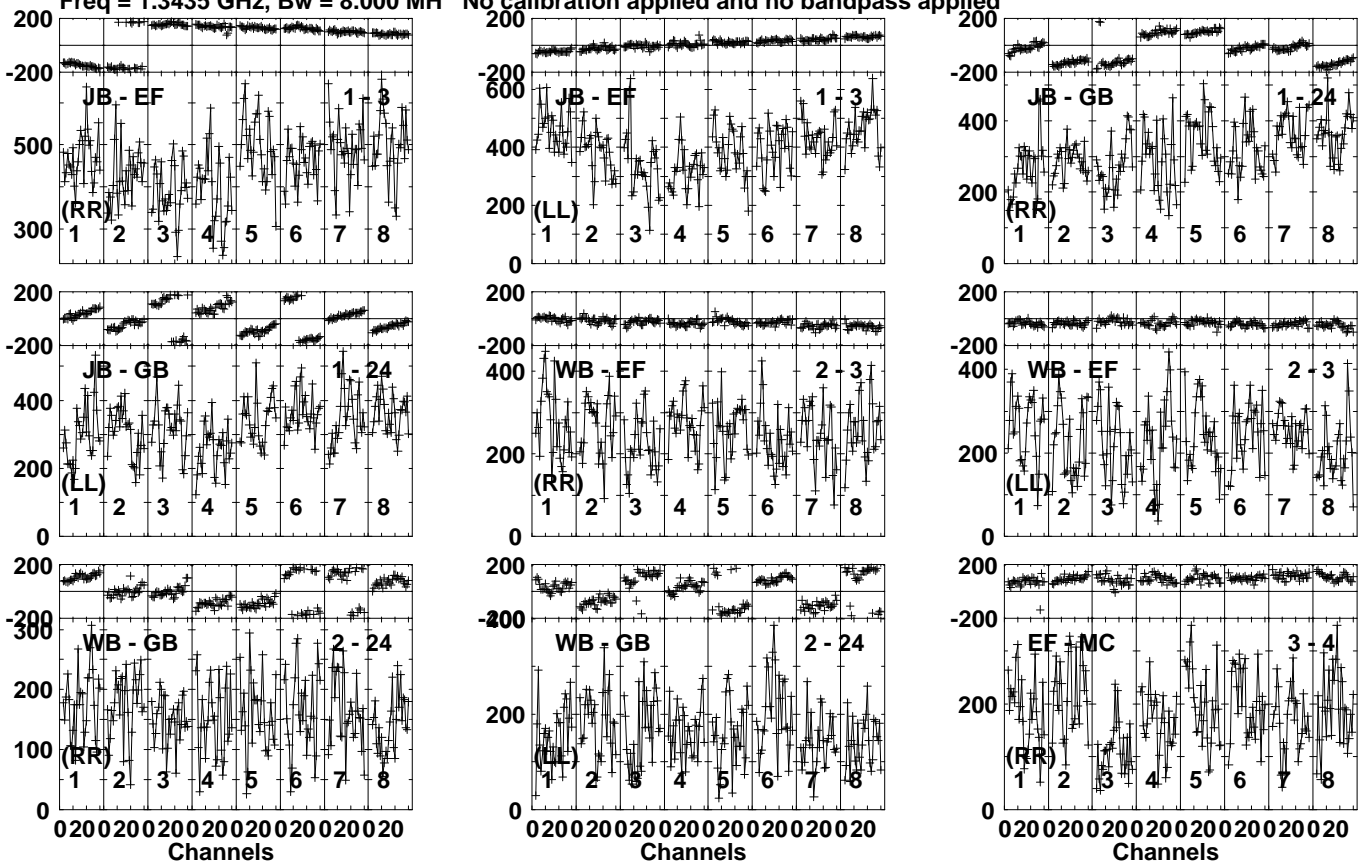 Freq = 1.3435 GHz, Bw = 8.000 MH No calibration applied and no bandpass applied
200
-200
JB - EF 1 - 3
500
300
(RR)
1 2 3 4 5 6 7 8
200
-200
600
JB - EF 1 - 3
400
200
(LL)
1 2 3 4 5 6 7 8
0
200
-200
JB - GB 1 - 24
400
200
(RR)
1 2 3 4 5 6 7 8
0
200
-200
JB - GB 1 - 24
400
200
(LL)
1 2 3 4 5 6 7 8
0
200
-200
400
WB - EF 2 - 3
200
(RR)
1 2 3 4 5 6 7 8
0
200
-200
400
WB - EF 2 - 3
200
(LL)
1 2 3 4 5 6 7 8
0
200
-200
300
WB - GB 2 - 24
200
100
(RR)
1 2 3 4 5 6 7 8
0
0 20 0 20 0 20 0 20 0 20 0 20 0 20 0 20
Channels
200
-200
400
WB - GB 2 - 24
200
(LL)
1 2 3 4 5 6 7 8
0
0 20 0 20 0 20 0 20 0 20 0 20 0 20 0 20
Channels
200
-200
EF - MC 3 - 4
200
(RR)
1 2 3 4 5 6 7 8
0
0 20 0 20 0 20 0 20 0 20 0 20 0 20 0 20
Channels